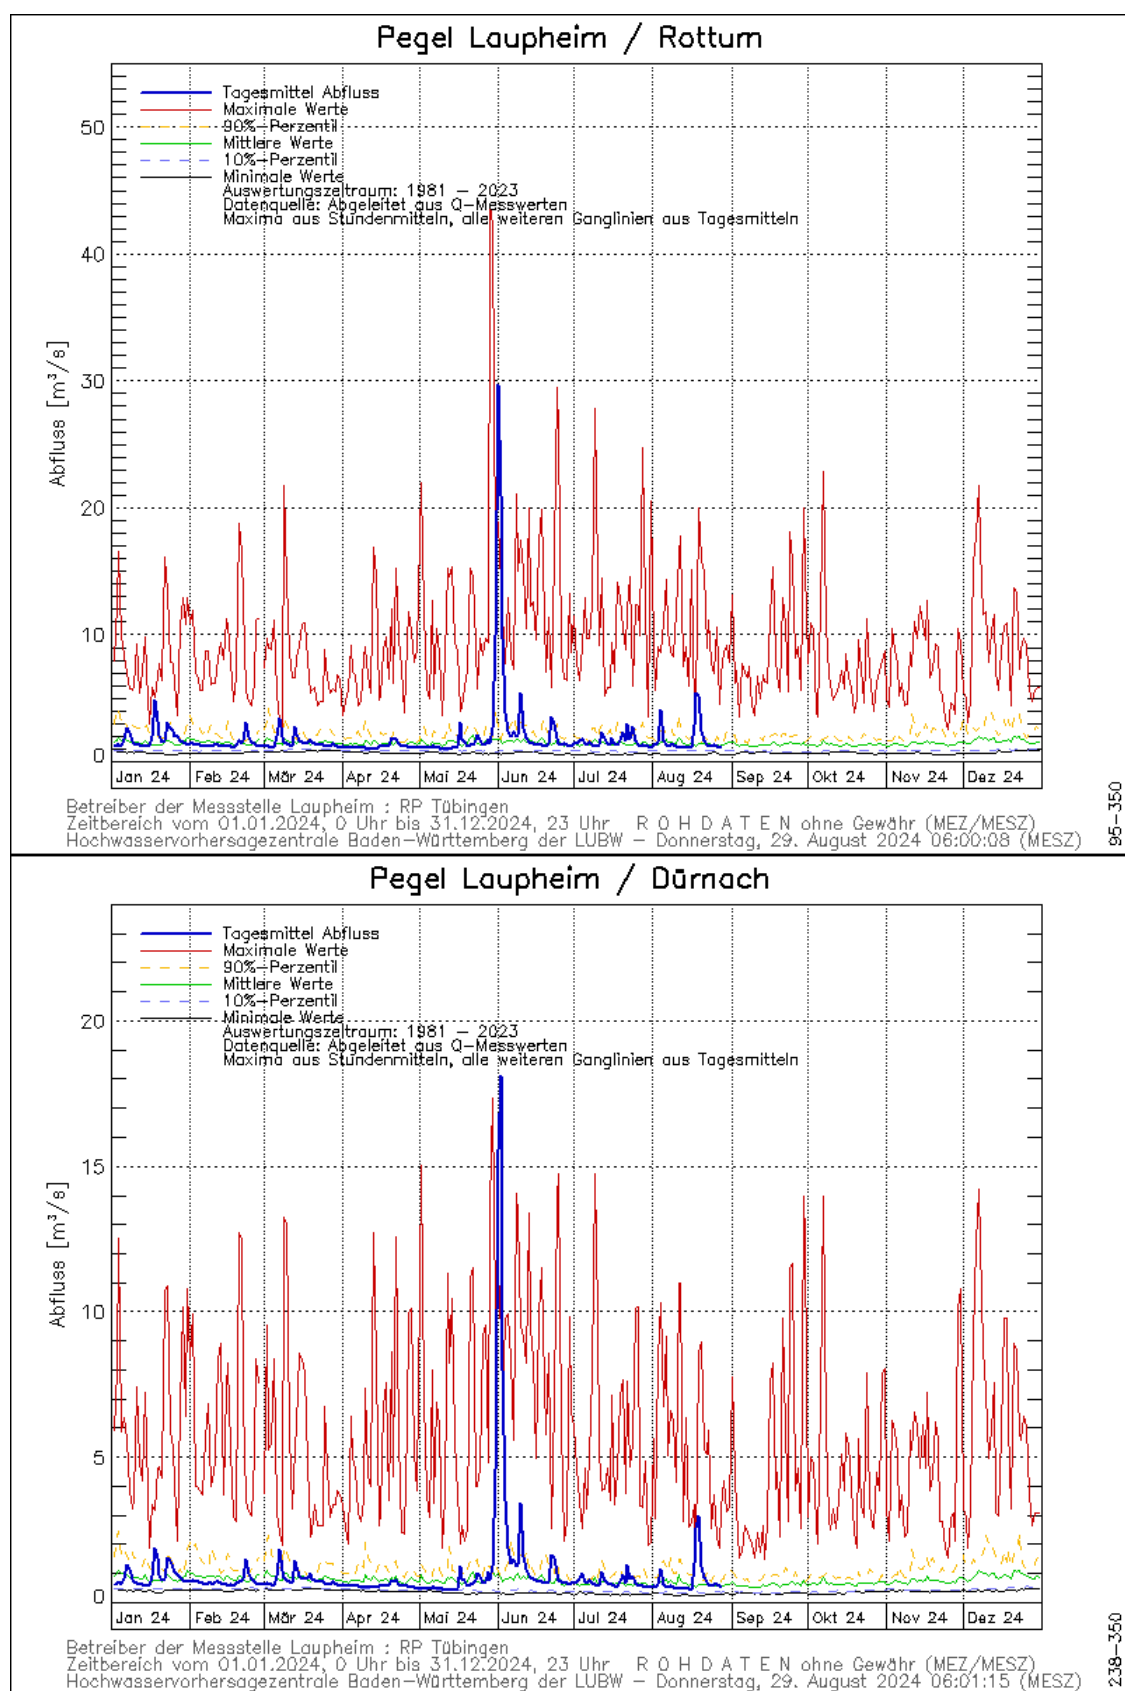 Pegel Laupheim / Rottum
Tagesmittel Abfluss
Maximale Werte
90%-Perzentil
Mittlere Werte
10%-Perzentil
Minimale Werte
Auswertungszeitraum: 1981 - 2023
Datenquelle: Abgeleitet aus Q-Messwerten
Maxima aus Stundenmitteln, alle weiteren Ganglinien aus Tagesmitteln
50
40
30
20
10
0
Abfluss [m³/s]
Jan 24 Feb 24 Mär 24 Apr 24 Mai 24 Jun 24 Jul 24 Aug 24 Sep 24 Okt 24 Nov 24 Dez 24
Betreiber der Messstelle Laupheim : RP Tübingen
Zeitbereich vom 01.01.2024, 0 Uhr bis 31.12.2024, 23 Uhr R O H D A T E N ohne Gewähr (MEZ/MESZ)
Hochwasservorhersagezentrale Baden-Württemberg der LUBW - Donnerstag, 29. August 2024 06:00:08 (MESZ)
95-350
Pegel Laupheim / Dürnach
Tagesmittel Abfluss
Maximale Werte
90%-Perzentil
Mittlere Werte
10%-Perzentil
Minimale Werte
Auswertungszeitraum: 1981 - 2023
Datenquelle: Abgeleitet aus Q-Messwerten
Maxima aus Stundenmitteln, alle weiteren Ganglinien aus Tagesmitteln
20
15
10
5
0
Abfluss [m³/s]
Jan 24 Feb 24 Mär 24 Apr 24 Mai 24 Jun 24 Jul 24 Aug 24 Sep 24 Okt 24 Nov 24 Dez 24
Betreiber der Messstelle Laupheim : RP Tübingen
Zeitbereich vom 01.01.2024, 0 Uhr bis 31.12.2024, 23 Uhr R O H D A T E N ohne Gewähr (MEZ/MESZ)
Hochwasservorhersagezentrale Baden-Württemberg der LUBW - Donnerstag, 29. August 2024 06:01:15 (MESZ)
238-350